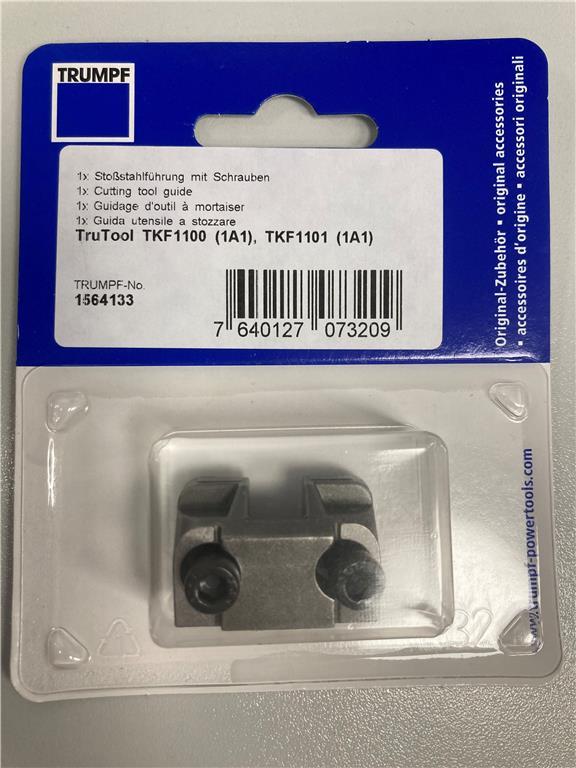 TRUMPF
1x Stoßstahlführung mit Schrauben
1x Cutting tool guide
1x Guidage d'outil à mortaiser
1x Guida utensile a stozzare
TruTool TKF1100 (1A1), TKF1101 (1A1)
TRUMPF-No.
1564133
7 640127 073209
Original-Zubehör ▪ original accessories
▪ accessoires d'origine ▪ accessori originali
www.trumpf-powertools.com